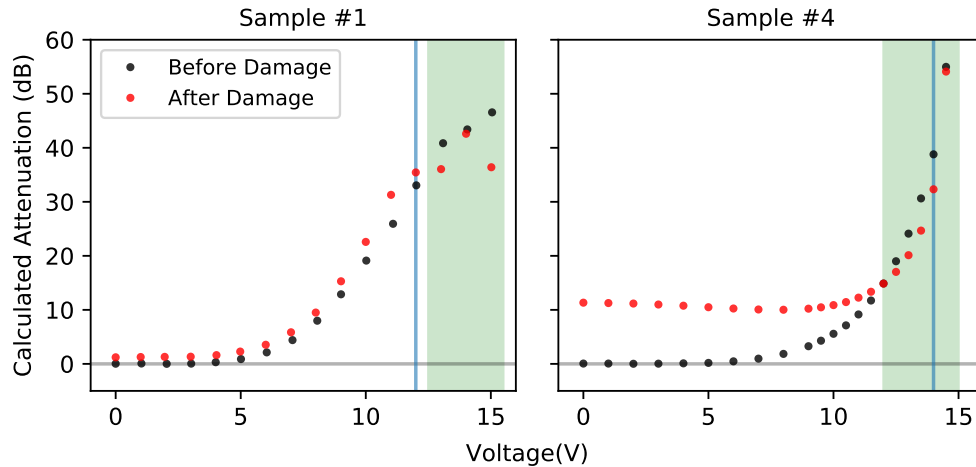 Sample #1
Sample #4
Calculated Attenuation (dB)
60
50
40
30
20
10
0
Before Damage
After Damage
0
5
10
15
0
5
10
15
Voltage(V)